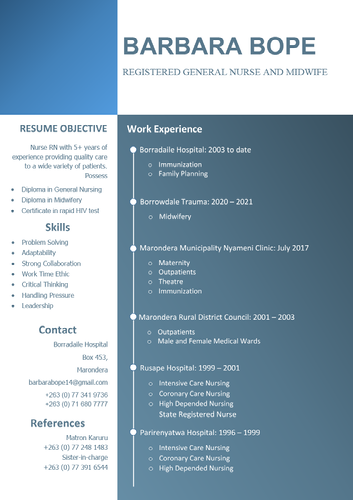 BARBARA BOPE
REGISTERED GENERAL NURSE AND MIDWIFE
RESUME OBJECTIVE
Nurse RN with 5+ years of
experience providing quality care
to a wide variety of patients.
Possess
• Diploma in General Nursing
• Diploma in Midwifery
• Certificate in rapid HIV test
Skills
• Problem Solving
• Adaptability
• Strong Collaboration
• Work Time Ethic
• Critical Thinking
• Handling Pressure
• Leadership
Contact
Borradaile Hospital
Box 453,
Marondera
barbarabope14@gmail.com
+263 (0) 77 341 9736
+263 (0) 71 680 7777
References
Matron Karuru
+263 (0) 77 248 1483
Sister-in-charge
+263 (0) 77 391 6544
Work Experience
Borradaile Hospital: 2003 to date
o Immunization
o Family Planning
Borrowdale Trauma: 2020 – 2021
o Midwifery
Marondera Municipality Nyameni Clinic: July 2017
o Maternity
o Outpatients
o Theatre
o Immunization
Marondera Rural District Council: 2001 – 2003
o Outpatients
o Male and Female Medical Wards
Rusape Hospital: 1999 – 2001
o Intensive Care Nursing
o Coronary Care Nursing
o High Depended Nursing
State Registered Nurse
Parirenyatwa Hospital: 1996 – 1999
o Intensive Care Nursing
o Coronary Care Nursing
o High Depended Nursing